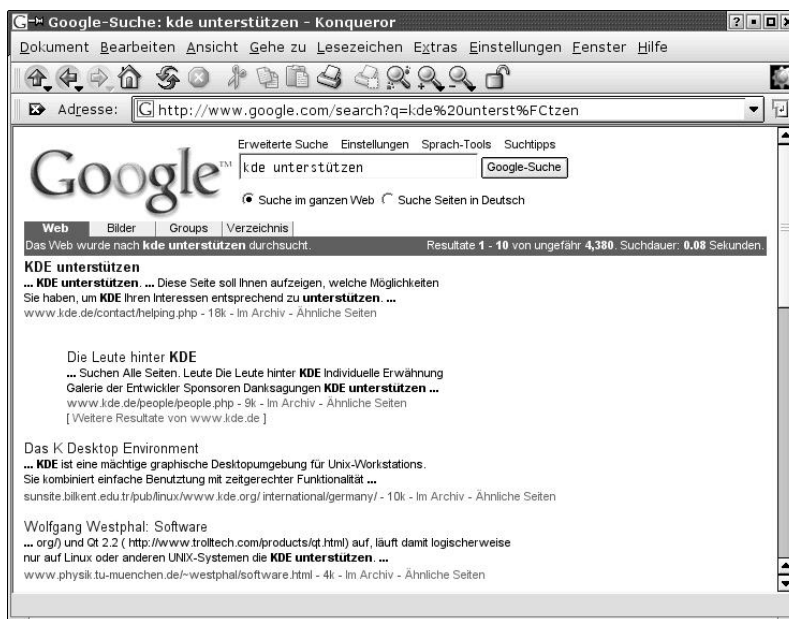 Google-Suche: kde unterstützen - Konqueror
Dokument Bearbeiten Ansicht Gehe zu Lesezeichen Extras Einstellungen Fenster Hilfe
Adresse: http://www.google.com/search?q=kde%20unterst%FCtzen
Erweiterte Suche Einstellungen Sprach-Tools Suchtipps
Google™ kde unterstützen Google-Suche
Suche im ganzen Web Suche Seiten in Deutsch
Web Bilder Groups Verzeichnis
Das Web wurde nach kde unterstützen durchsucht. Resultate 1 - 10 von ungefähr 4,380. Suchdauer: 0.08 Sekunden.
KDE unterstützen
... KDE unterstützen. ... Diese Seite soll Ihnen aufzeigen, welche Möglichkeiten
Sie haben, um KDE Ihren Interessen entsprechend zu unterstützen. ...
www.kde.de/contact/helping.php - 18k - Im Archiv - Ähnliche Seiten
Die Leute hinter KDE
... Suchen Alle Seiten. Leute Die Leute hinter KDE Individuelle Erwähnung
Galerie der Entwickler Sponsoren Danksagungen KDE unterstützen ...
www.kde.de/people/people.php - 9k - Im Archiv - Ähnliche Seiten
[ Weitere Resultate von www.kde.de ]
Das K Desktop Environment
... KDE ist eine mächtige graphische Desktopumgebung für Unix-Workstations.
Sie kombiniert einfache Benutztung mit zeitgerechter Funktionalität ...
sunsite.bilkent.edu.tr/pub/linux/www.kde.org/ international/germany/ - 10k - Im Archiv - Ähnliche Seiten
Wolfgang Westphal: Software
... org/) und Qt 2.2 ( http://www.trolltech.com/products/qt.html) auf, läuft damit logischerweise
nur auf Linux oder anderen UNIX-Systemen die KDE unterstützen. ...
www.physik.tu-muenchen.de/~westphal/software.html - 4k - Im Archiv - Ähnliche Seiten